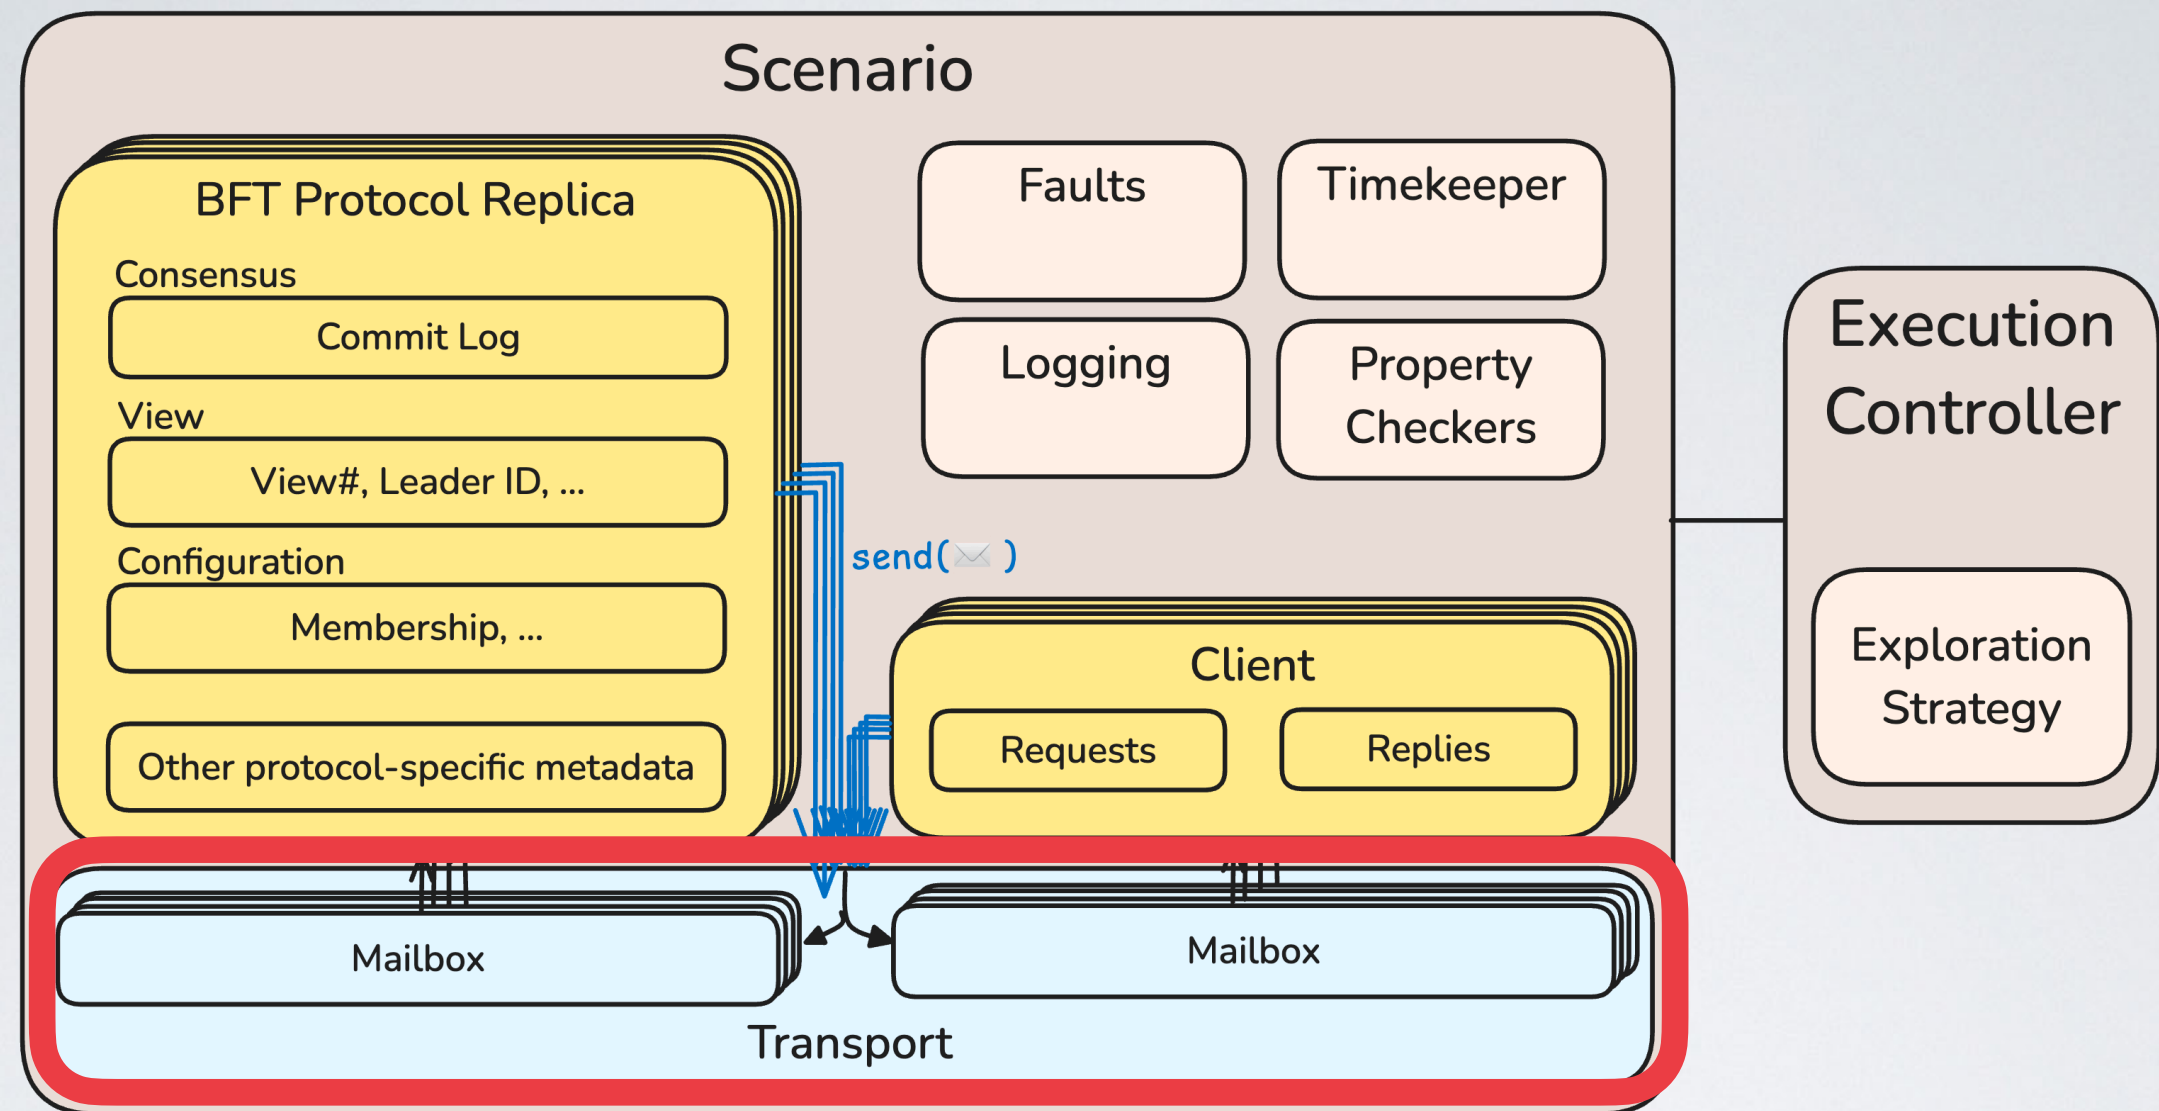 Scenario
BFT Protocol Replica
Consensus
Commit Log
View
View#, Leader ID, ...
Configuration
Membership, ...
Other protocol-specific metadata
Faults
Timekeeper
Logging
Property
Checkers
send(✉️ )
Client
Requests
Replies
Mailbox
Mailbox
Transport
Execution
Controller
Exploration
Strategy